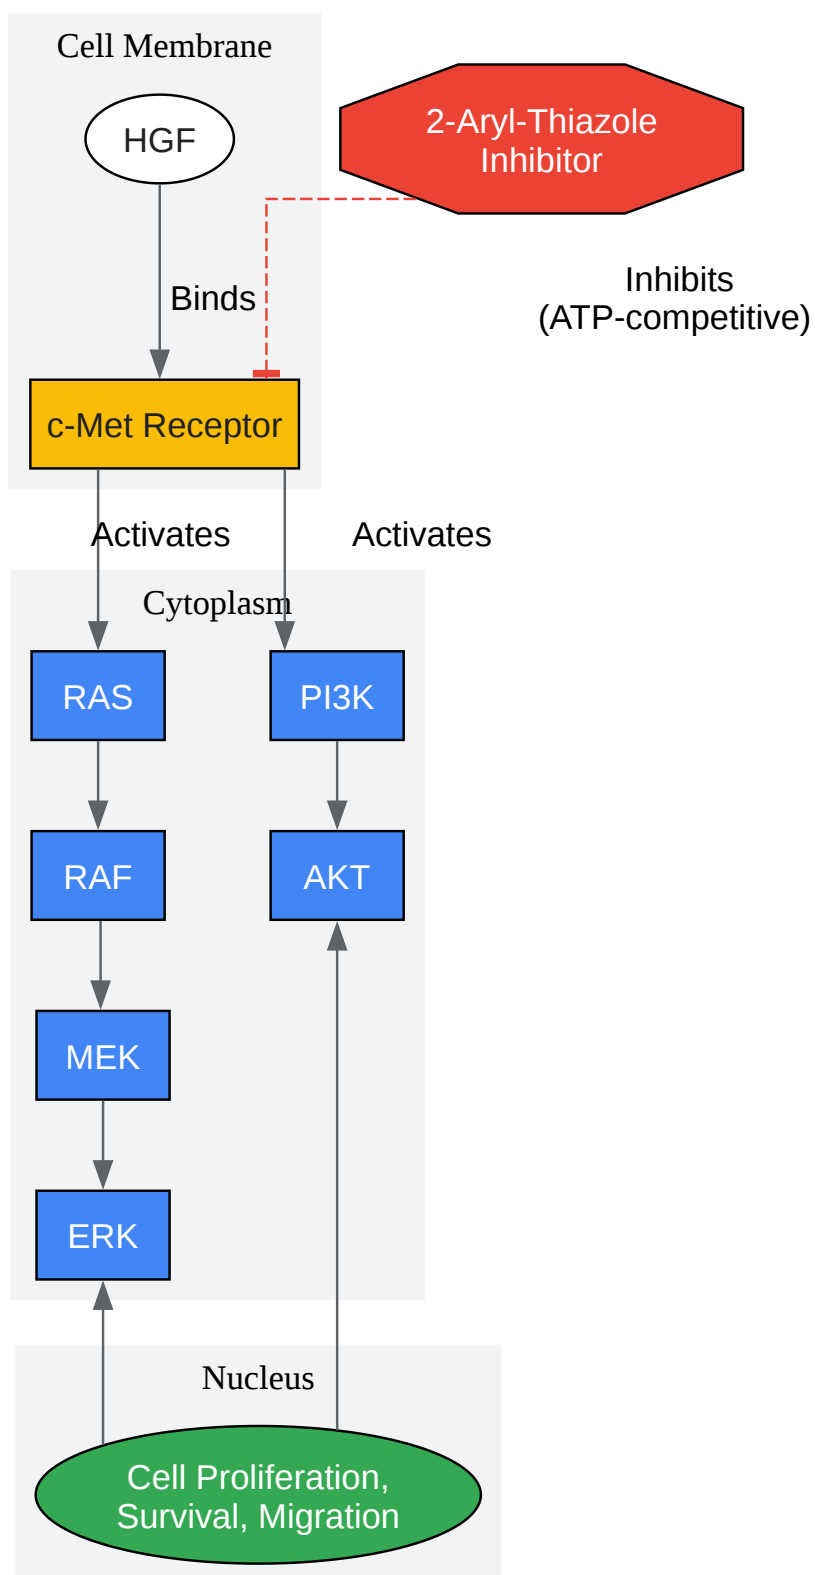 Cell Membrane
HGF
2-Aryl-Thiazole
Inhibitor
Binds
Inhibits
(ATP-competitive)
c-Met Receptor
Activates
Activates
Cytoplasm
RAS
PI3K
RAF
AKT
MEK
ERK
Nucleus
Cell Proliferation,
Survival, Migration